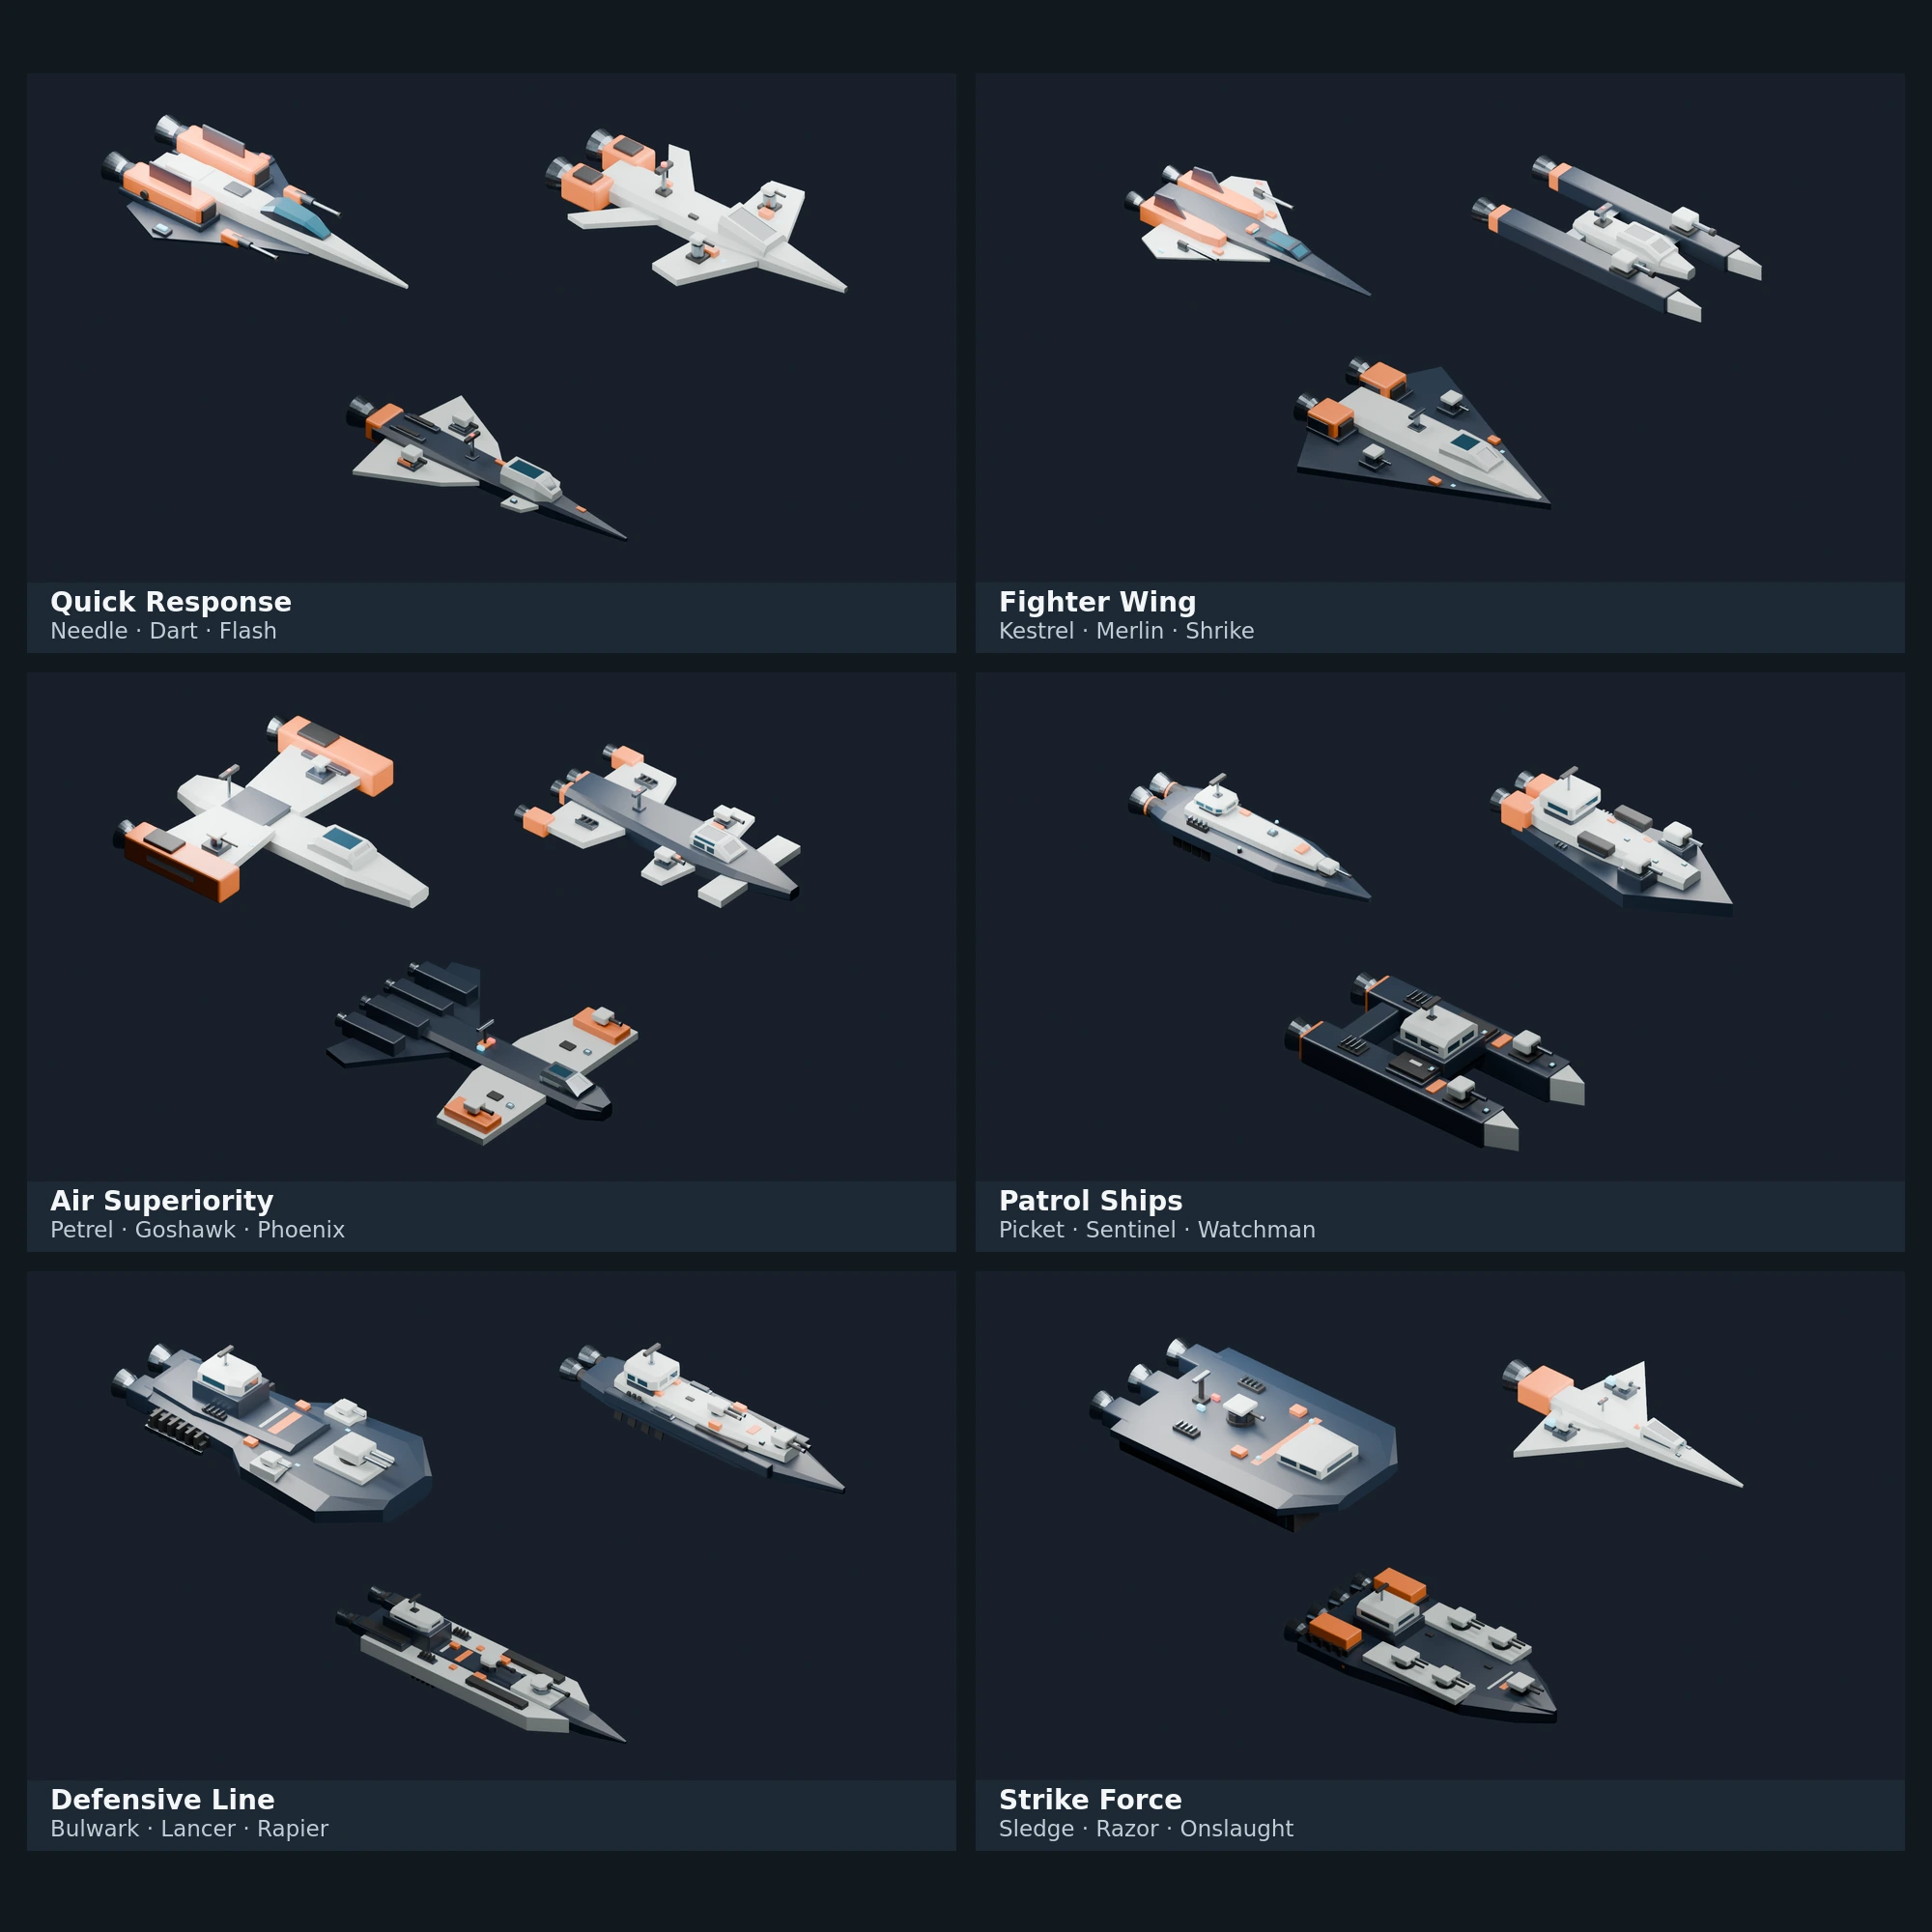 Quick Response
Needle · Dart · Flash
Fighter Wing
Kestrel · Merlin · Shrike
Air Superiority
Petrel · Goshawk · Phoenix
Patrol Ships
Picket · Sentinel · Watchman
Defensive Line
Bulwark · Lancer · Rapier
Strike Force
Sledge · Razor · Onslaught